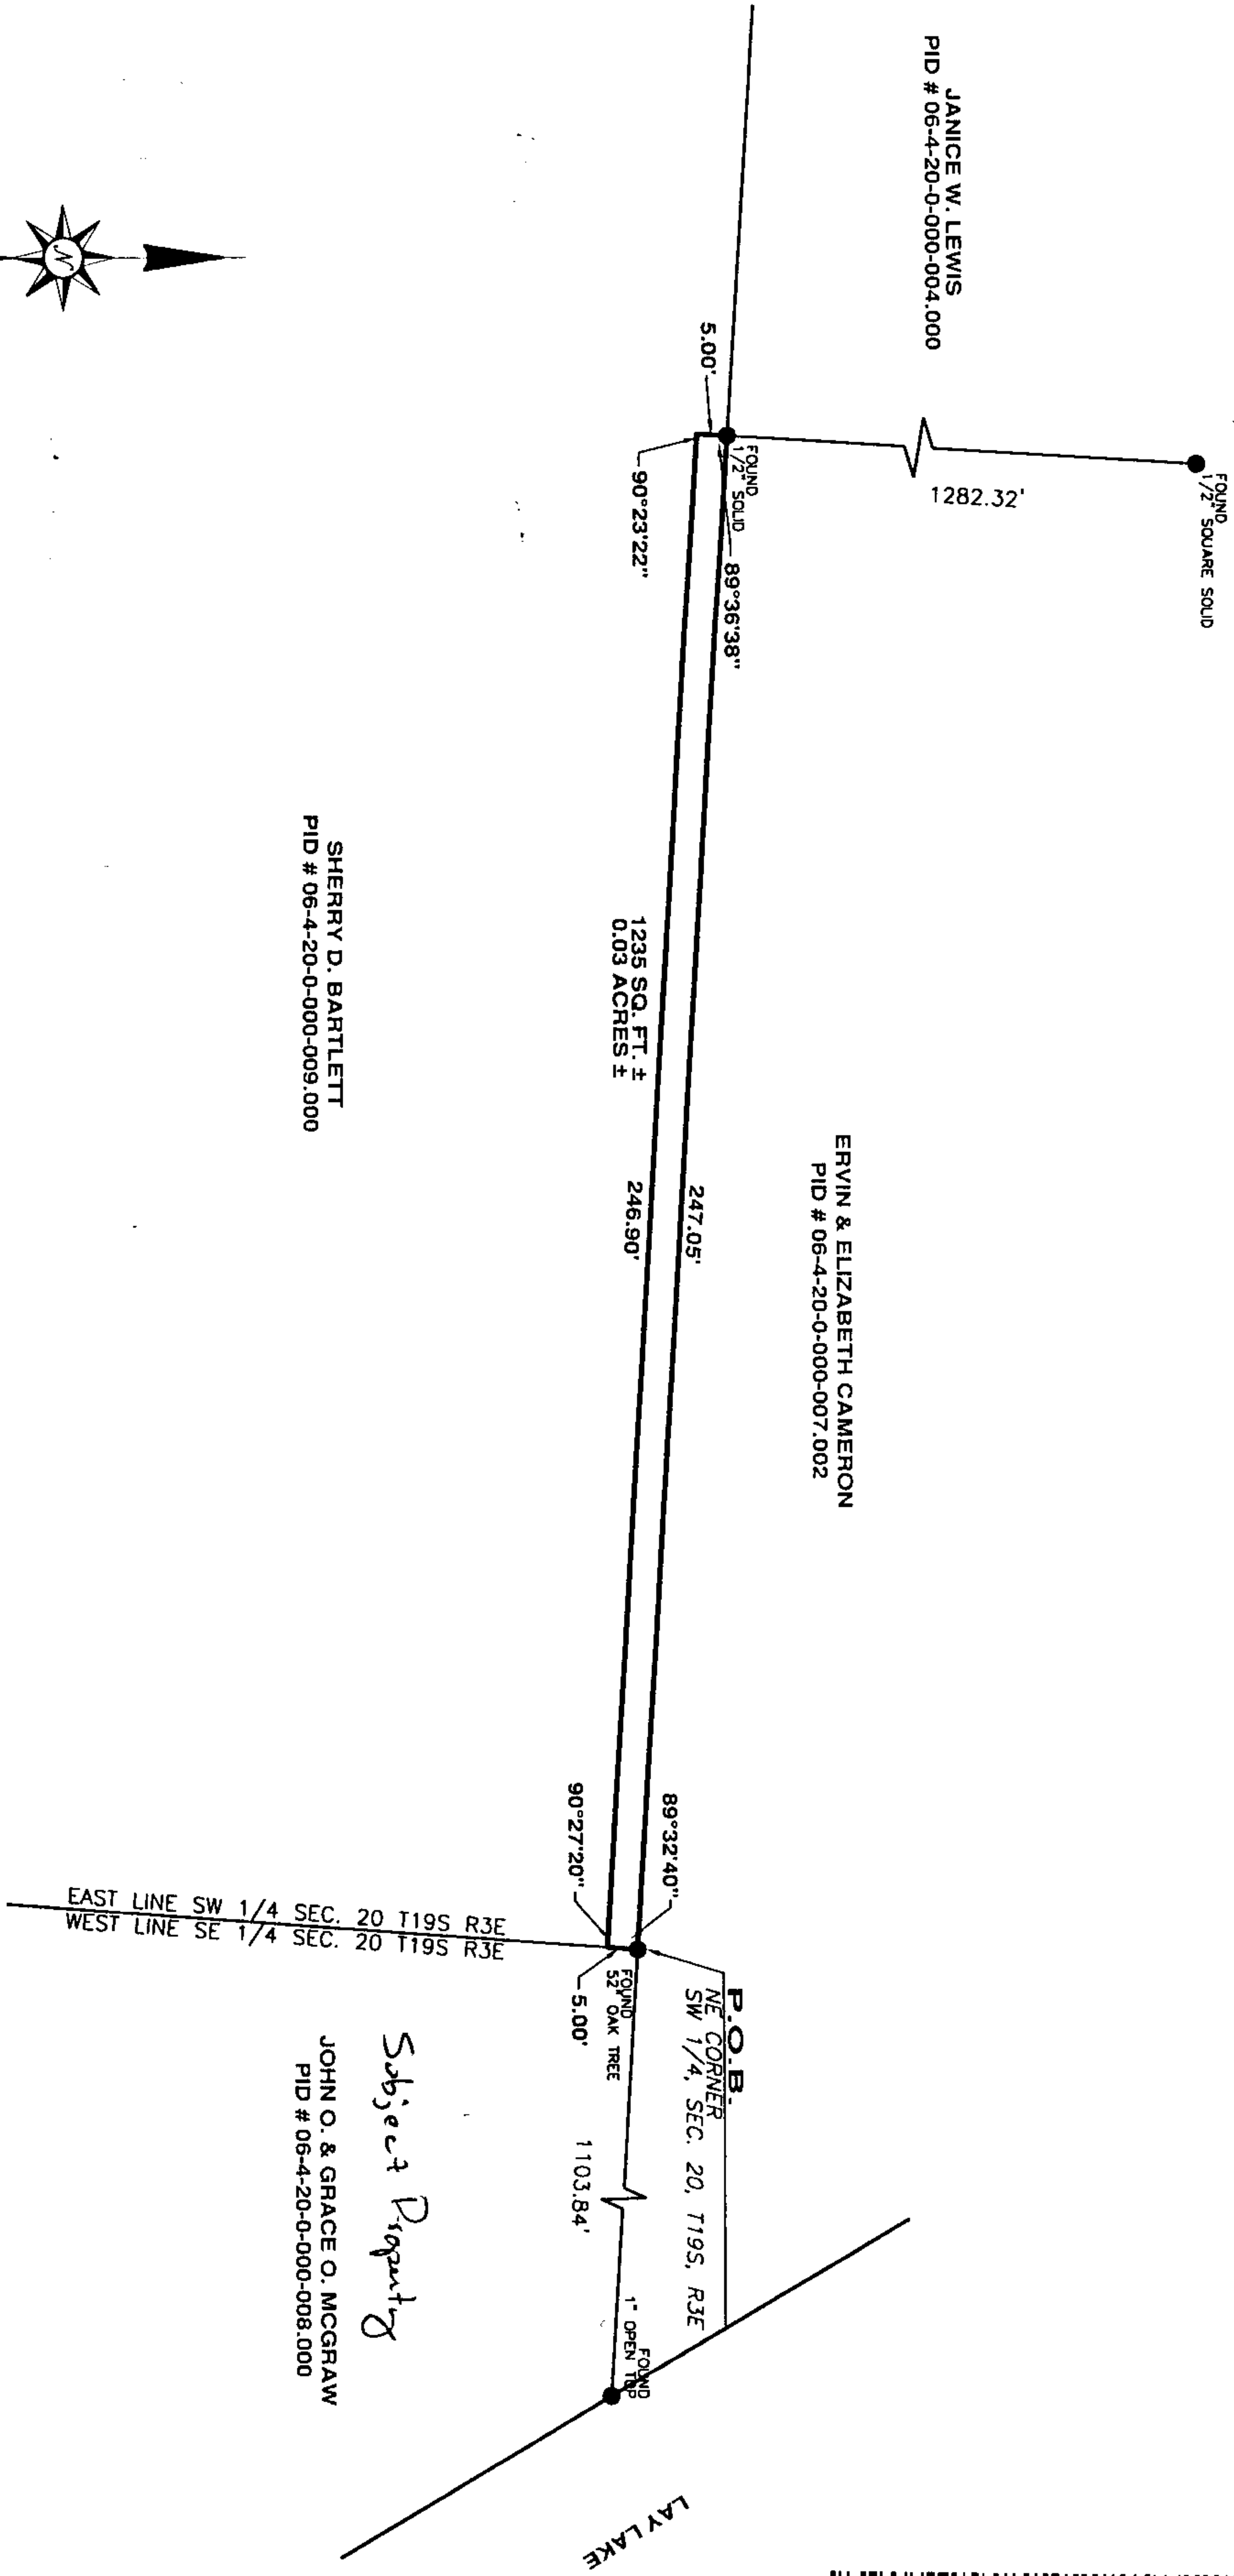 JANICE W. LEWIS
PID # 06-4-20-0-000-004.000
FOUND
1/2" SQUARE SOLID
1282.32'
5.00'
FOUND
1/2" SOLID
89°36'38"
90°23'22"
ERVIN & ELIZABETH CAMERON
PID # 06-4-20-0-000-007.002
247.05'
246.90'
1235 SQ. FT. ±
0.03 ACRES ±
SHERRY D. BARTLETT
PID # 06-4-20-0-000-009.000
N
89°32'40"
90°27'20"
P.O.B.
NE CORNER
SW 1/4, SEC. 20, T19S, R3E
FOUND
52" OAK TREE
5.00'
1103.84'
FOUND
1" OPEN TOP
EAST LINE SW 1/4 SEC. 20 T19S R3E
WEST LINE SE 1/4 SEC. 20 T19S R3E
Subject Property
JOHN O. & GRACE O. MCGRAW
PID # 06-4-20-0-000-008.000
LAY LAKE